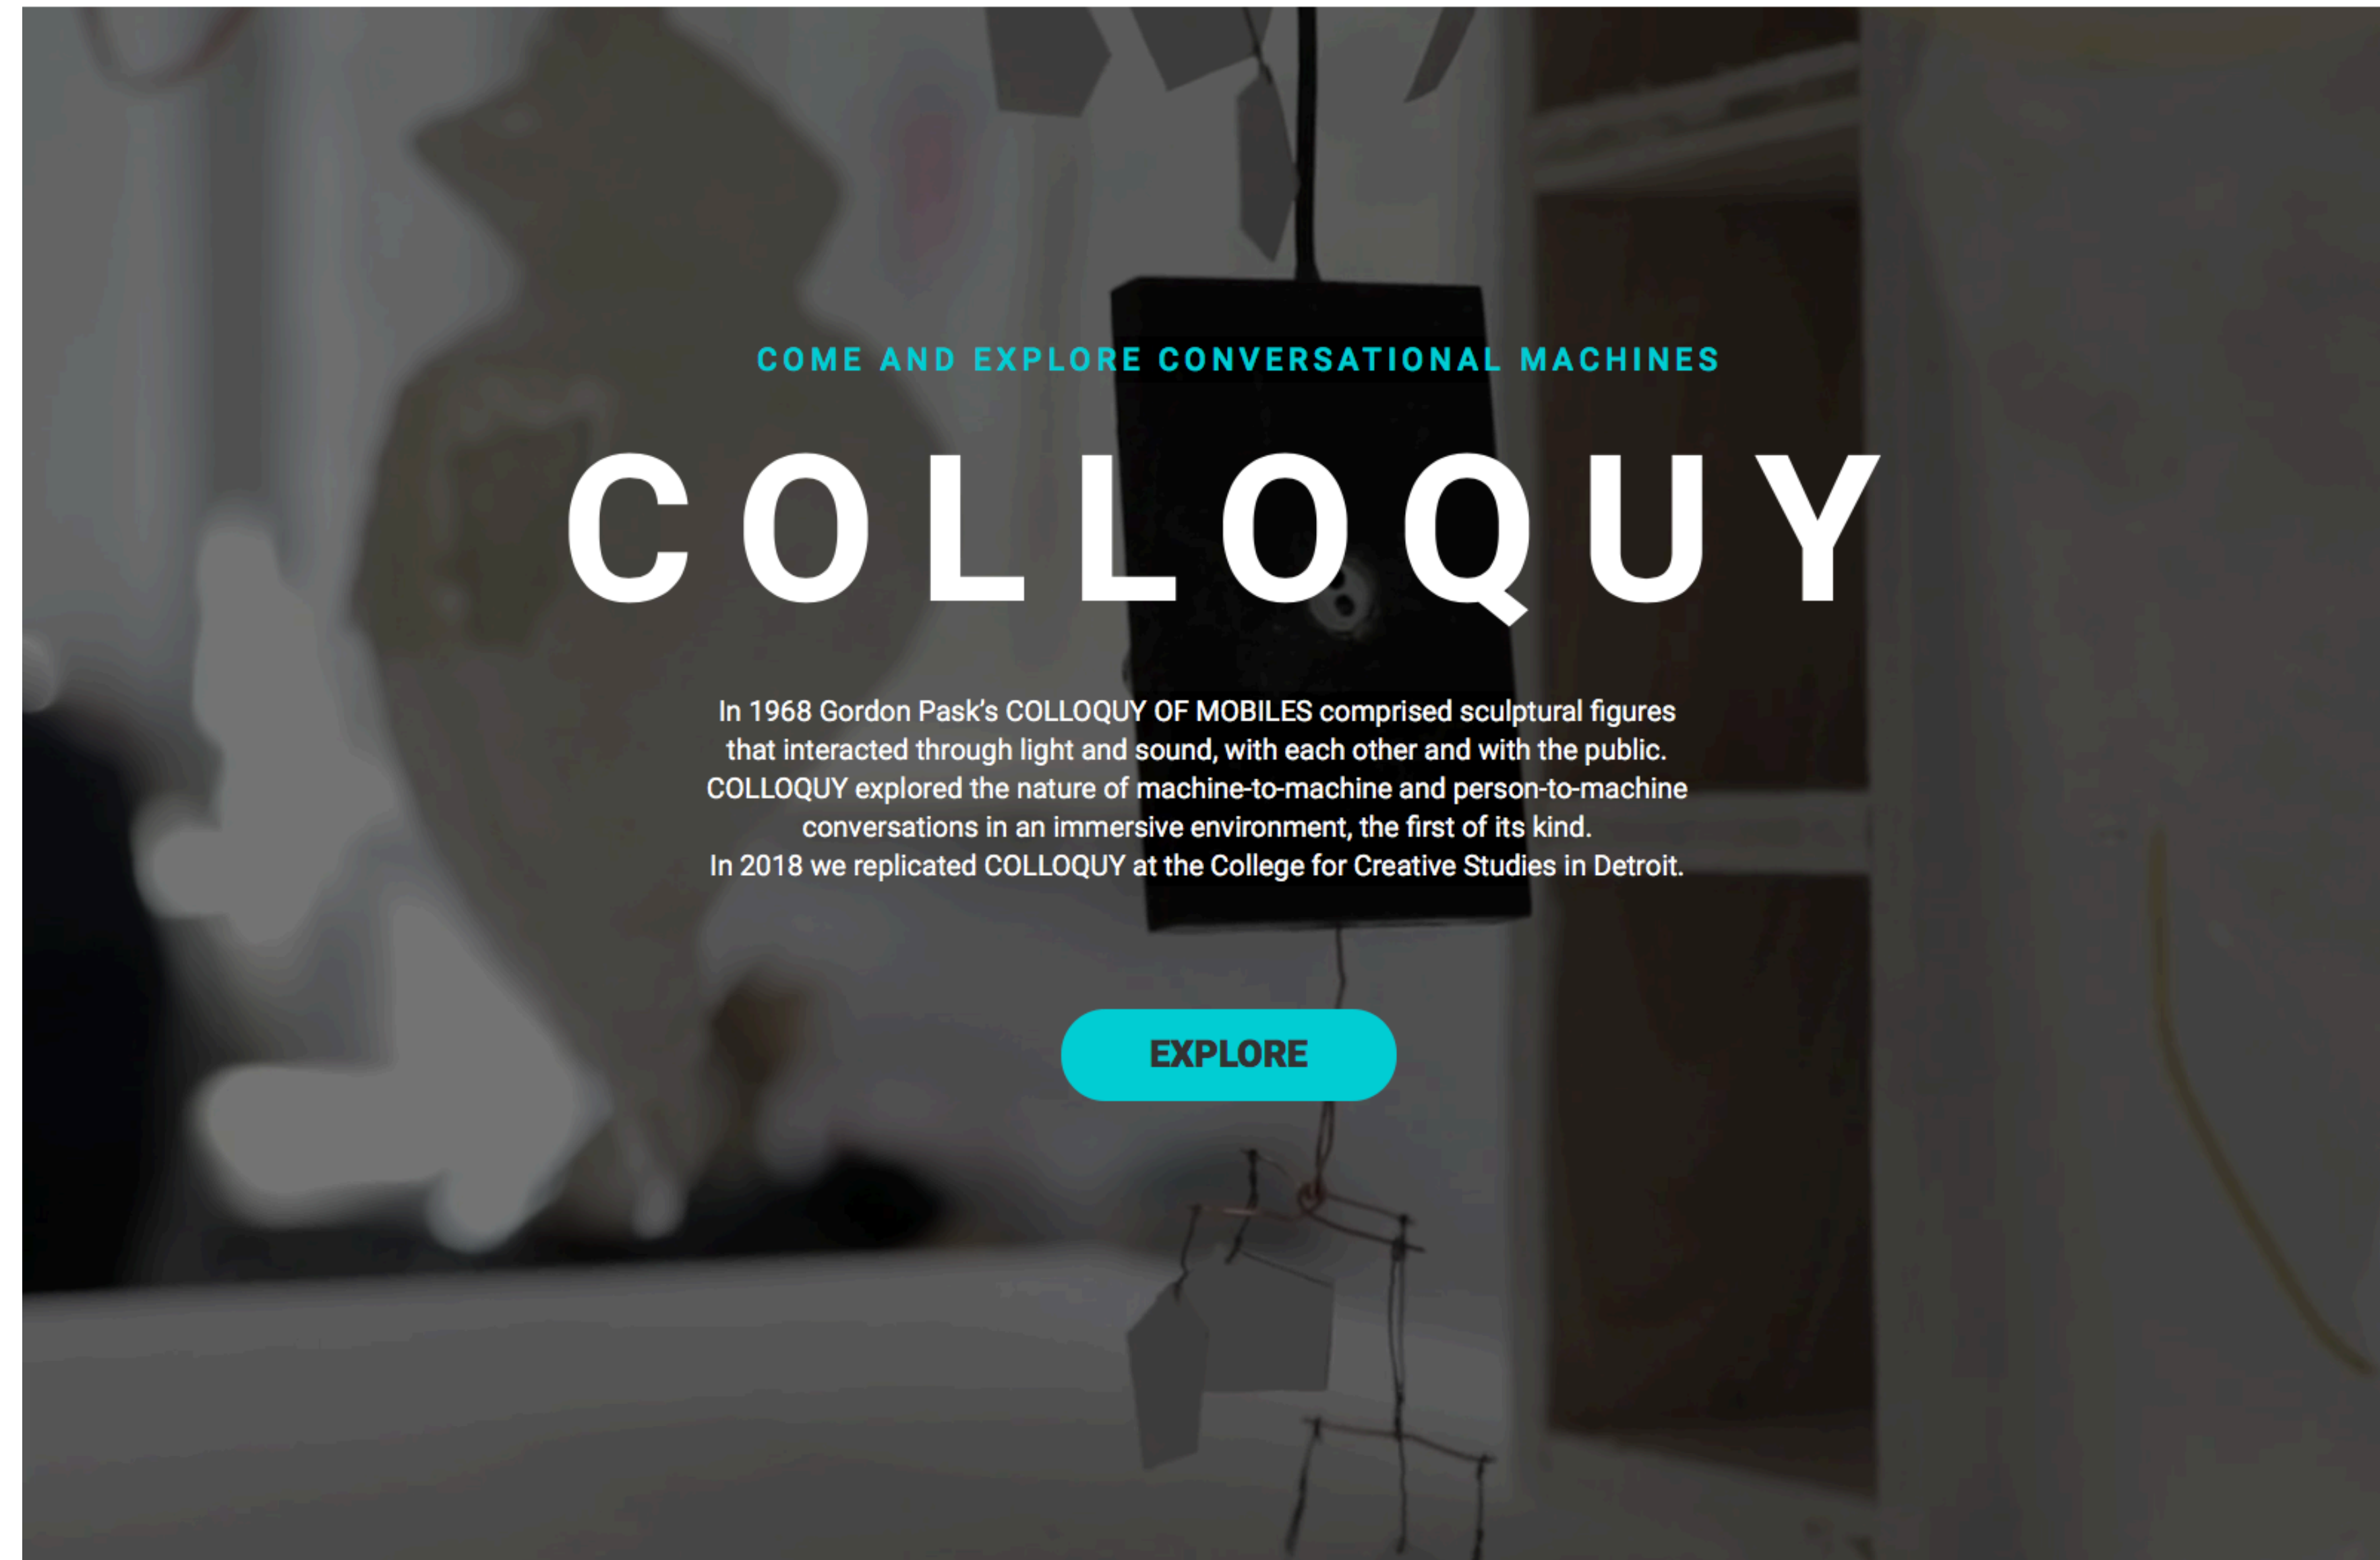 COME AND EXPLORE CONVERSATIONAL MACHINES
COLLOQUY
In 1968 Gordon Pask’s COLLOQUY OF MOBILES comprised sculptural figures
that interacted through light and sound, with each other and with the public.
COLLOQUY explored the nature of machine-to-machine and person-to-machine
conversations in an immersive environment, the first of its kind.
In 2018 we replicated COLLOQUY at the College for Creative Studies in Detroit.
EXPLORE